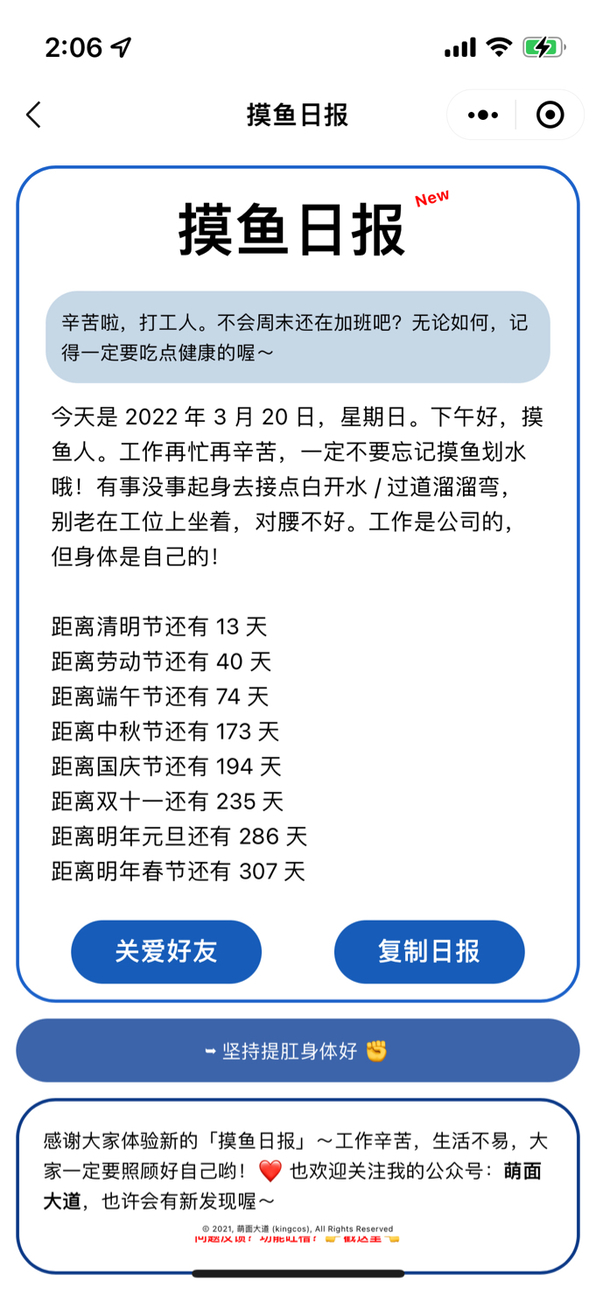 2:06
摸鱼日报
摸鱼日报
New
辛苦啦，打工人。不会周末还在加班吧？无论如何，记
得一定要吃点健康的喔～
今天是 2022 年 3 月 20 日，星期日。下午好，摸
鱼人。工作再忙再辛苦，一定不要忘记摸鱼划水
哦！有事没事起身去接点白开水 / 过道溜溜弯，
别老在工位上坐着，对腰不好。工作是公司的，
但身体是自己的！
距离清明节还有 13 天
距离劳动节还有 40 天
距离端午节还有 74 天
距离中秋节还有 173 天
距离国庆节还有 194 天
距离双十一还有 235 天
距离明年元旦还有 286 天
距离明年春节还有 307 天
关爱好友
复制日报
➥ 坚持提肛身体好 ✊
感谢大家体验新的「摸鱼日报」～工作辛苦，生活不易，大
家一定要照顾好自己哟！❤️ 也欢迎关注我的公众号：萌面
大道，也许会有新发现喔～
© 2021, 萌面大道 (kingcos), All Rights Reserved
问题反馈？功能吐槽？👉 戳这里 👈